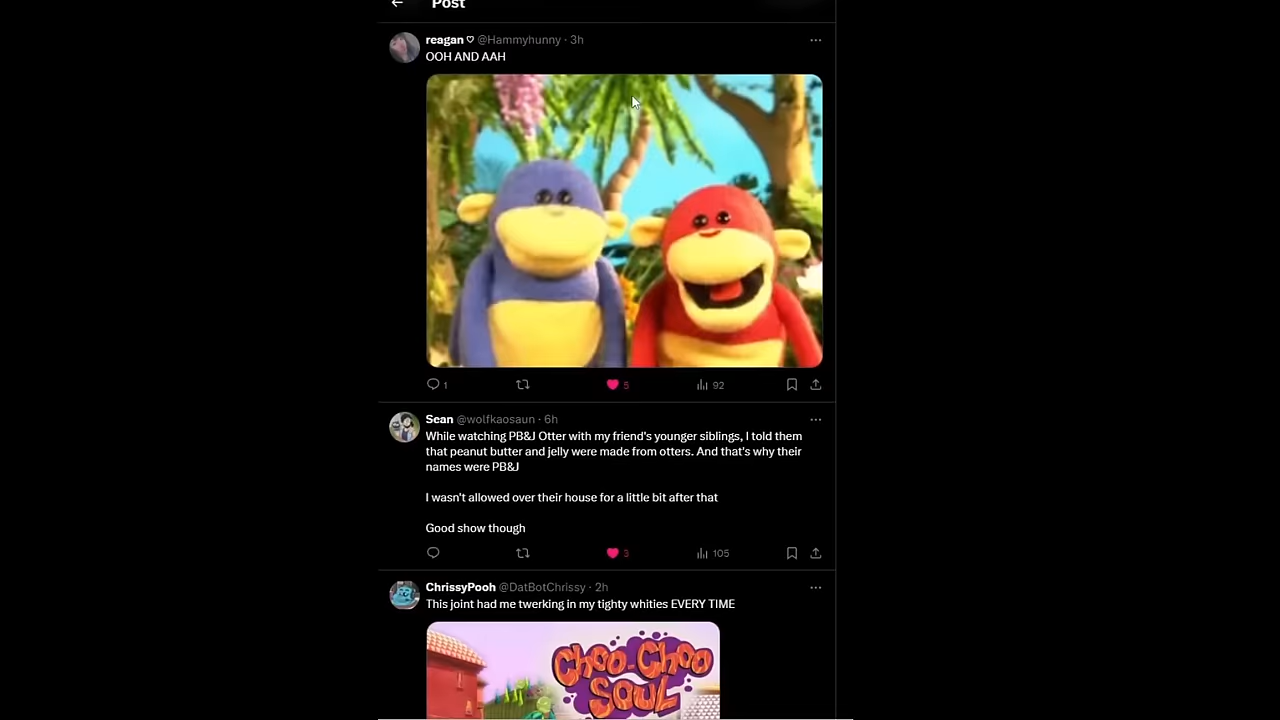 Post
reagan ♡ @Hammyhunny · 3h
OOH AND AAH
1
5
92
Sean @wolfkaosaun · 6h
While watching PB&J Otter with my friend's younger siblings, I told them
that peanut butter and jelly were made from otters. And that's why their
names were PB&J
I wasn't allowed over their house for a little bit after that
Good show though
3
105
ChrissyPooh @DatBotChrissy · 2h
This joint had me twerking in my tighty whities EVERY TIME
Choo-Choo
SOUL